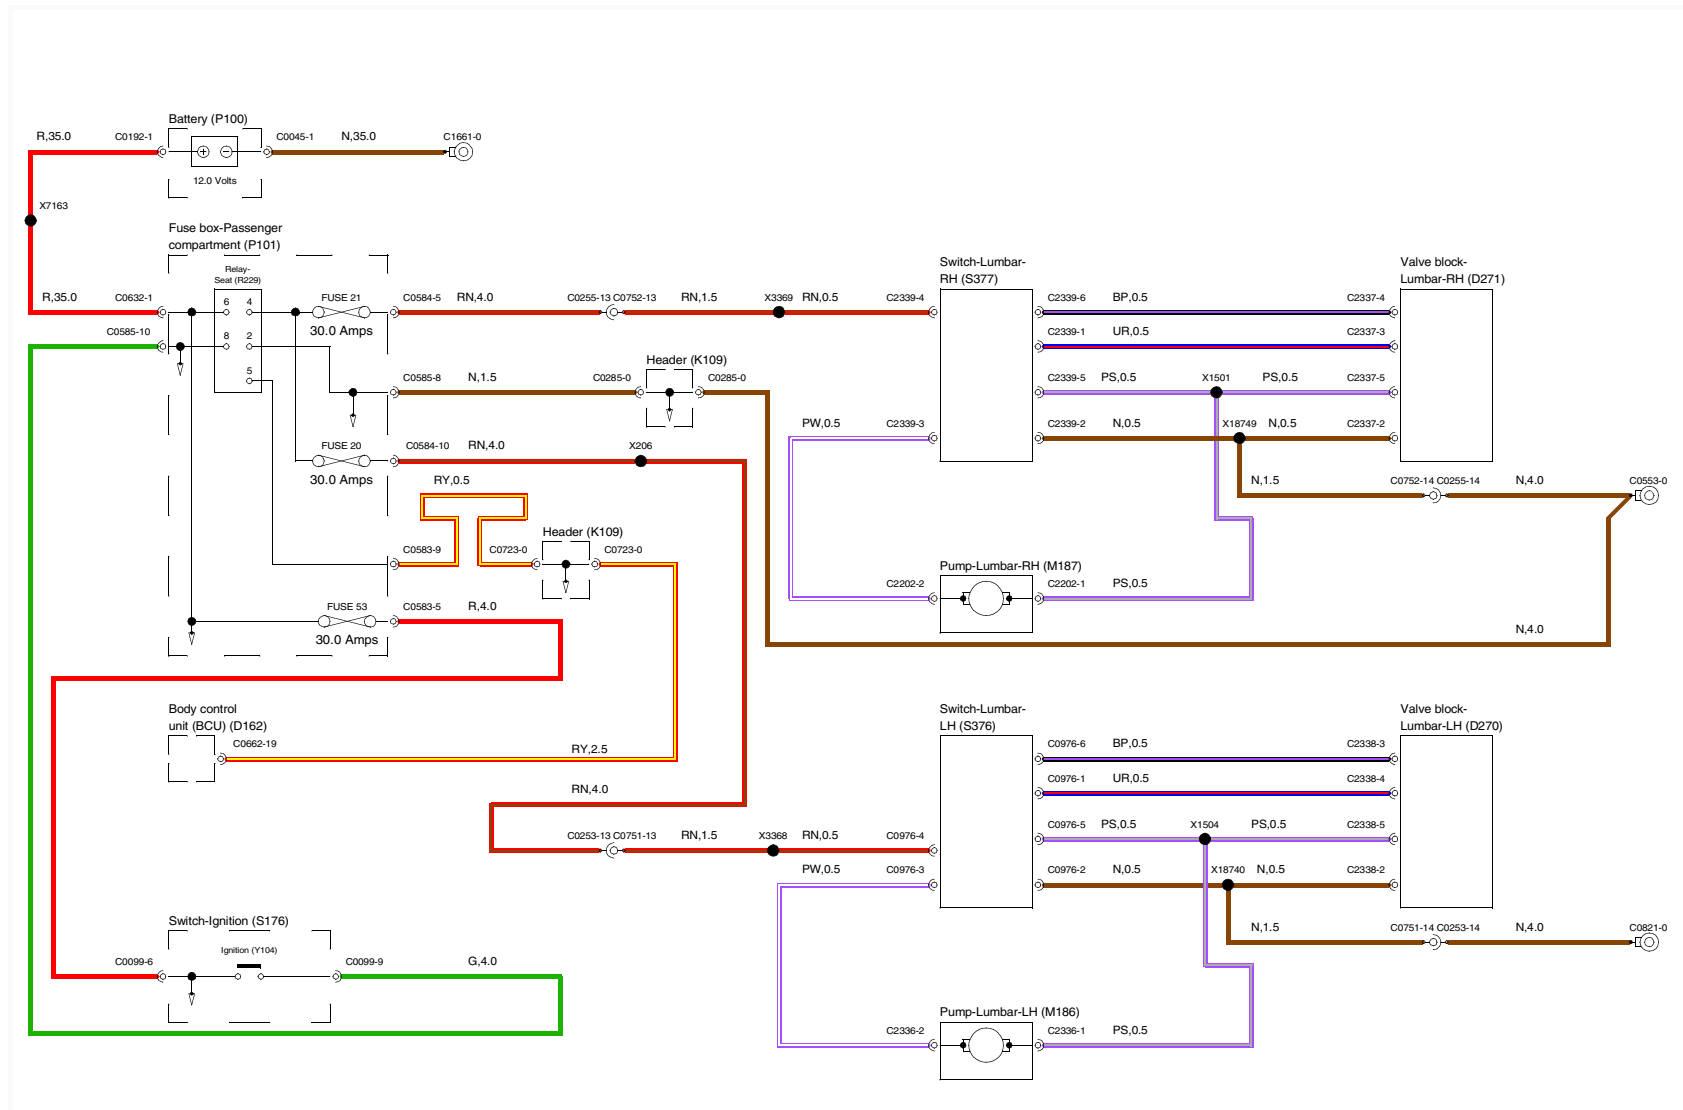 Battery (P100)
R,35.0 C0192-1 C0045-1 N,35.0 C1661-0
12.0 Volts
X7163
Fuse box-Passenger
compartment (P101)
Relay-
Seat (R229)
Switch-Lumbar-
RH (S377)
Valve block-
Lumbar-RH (D271)
R,35.0 C0632-1 6 4 FUSE 21 C0584-5 RN,4.0 C0255-13 C0752-13 RN,1.5 X3369 RN,0.5 C2339-4 C2339-6 BP,0.5 C2337-4
30.0 Amps
C0585-10 8 2 C2339-1 UR,0.5 C2337-3
Header (K109)
5 C0585-8 N,1.5 C0285-0 C0285-0 C2339-5 PS,0.5 X1501 PS,0.5 C2337-5
PW,0.5 C2339-3 C2339-2 N,0.5 X18749 N,0.5 C2337-2
FUSE 20 C0584-10 RN,4.0 X206
30.0 Amps RY,0.5 N,1.5 C0752-14 C0255-14 N,4.0 C0553-0
Header (K109)
C0583-9 C0723-0 C0723-0
Pump-Lumbar-RH (M187)
C2202-2 C2202-1 PS,0.5
FUSE 53 C0583-5 R,4.0
30.0 Amps N,4.0
Body control
unit (BCU) (D162)
Switch-Lumbar-
LH (S376)
Valve block-
Lumbar-LH (D270)
C0662-19 RY,2.5 C0976-6 BP,0.5 C2338-3
C0976-1 UR,0.5 C2338-4
RN,4.0
C0253-13 C0751-13 RN,1.5 X3368 RN,0.5 C0976-4 C0976-5 PS,0.5 X1504 PS,0.5 C2338-5
PW,0.5 C0976-3 C0976-2 N,0.5 X18740 N,0.5 C2338-2
Switch-Ignition (S176)
N,1.5 C0751-14 C0253-14 N,4.0 C0821-0
Ignition (Y104)
C0099-6 C0099-9 G,4.0
Pump-Lumbar-LH (M186)
C2336-2 C2336-1 PS,0.5